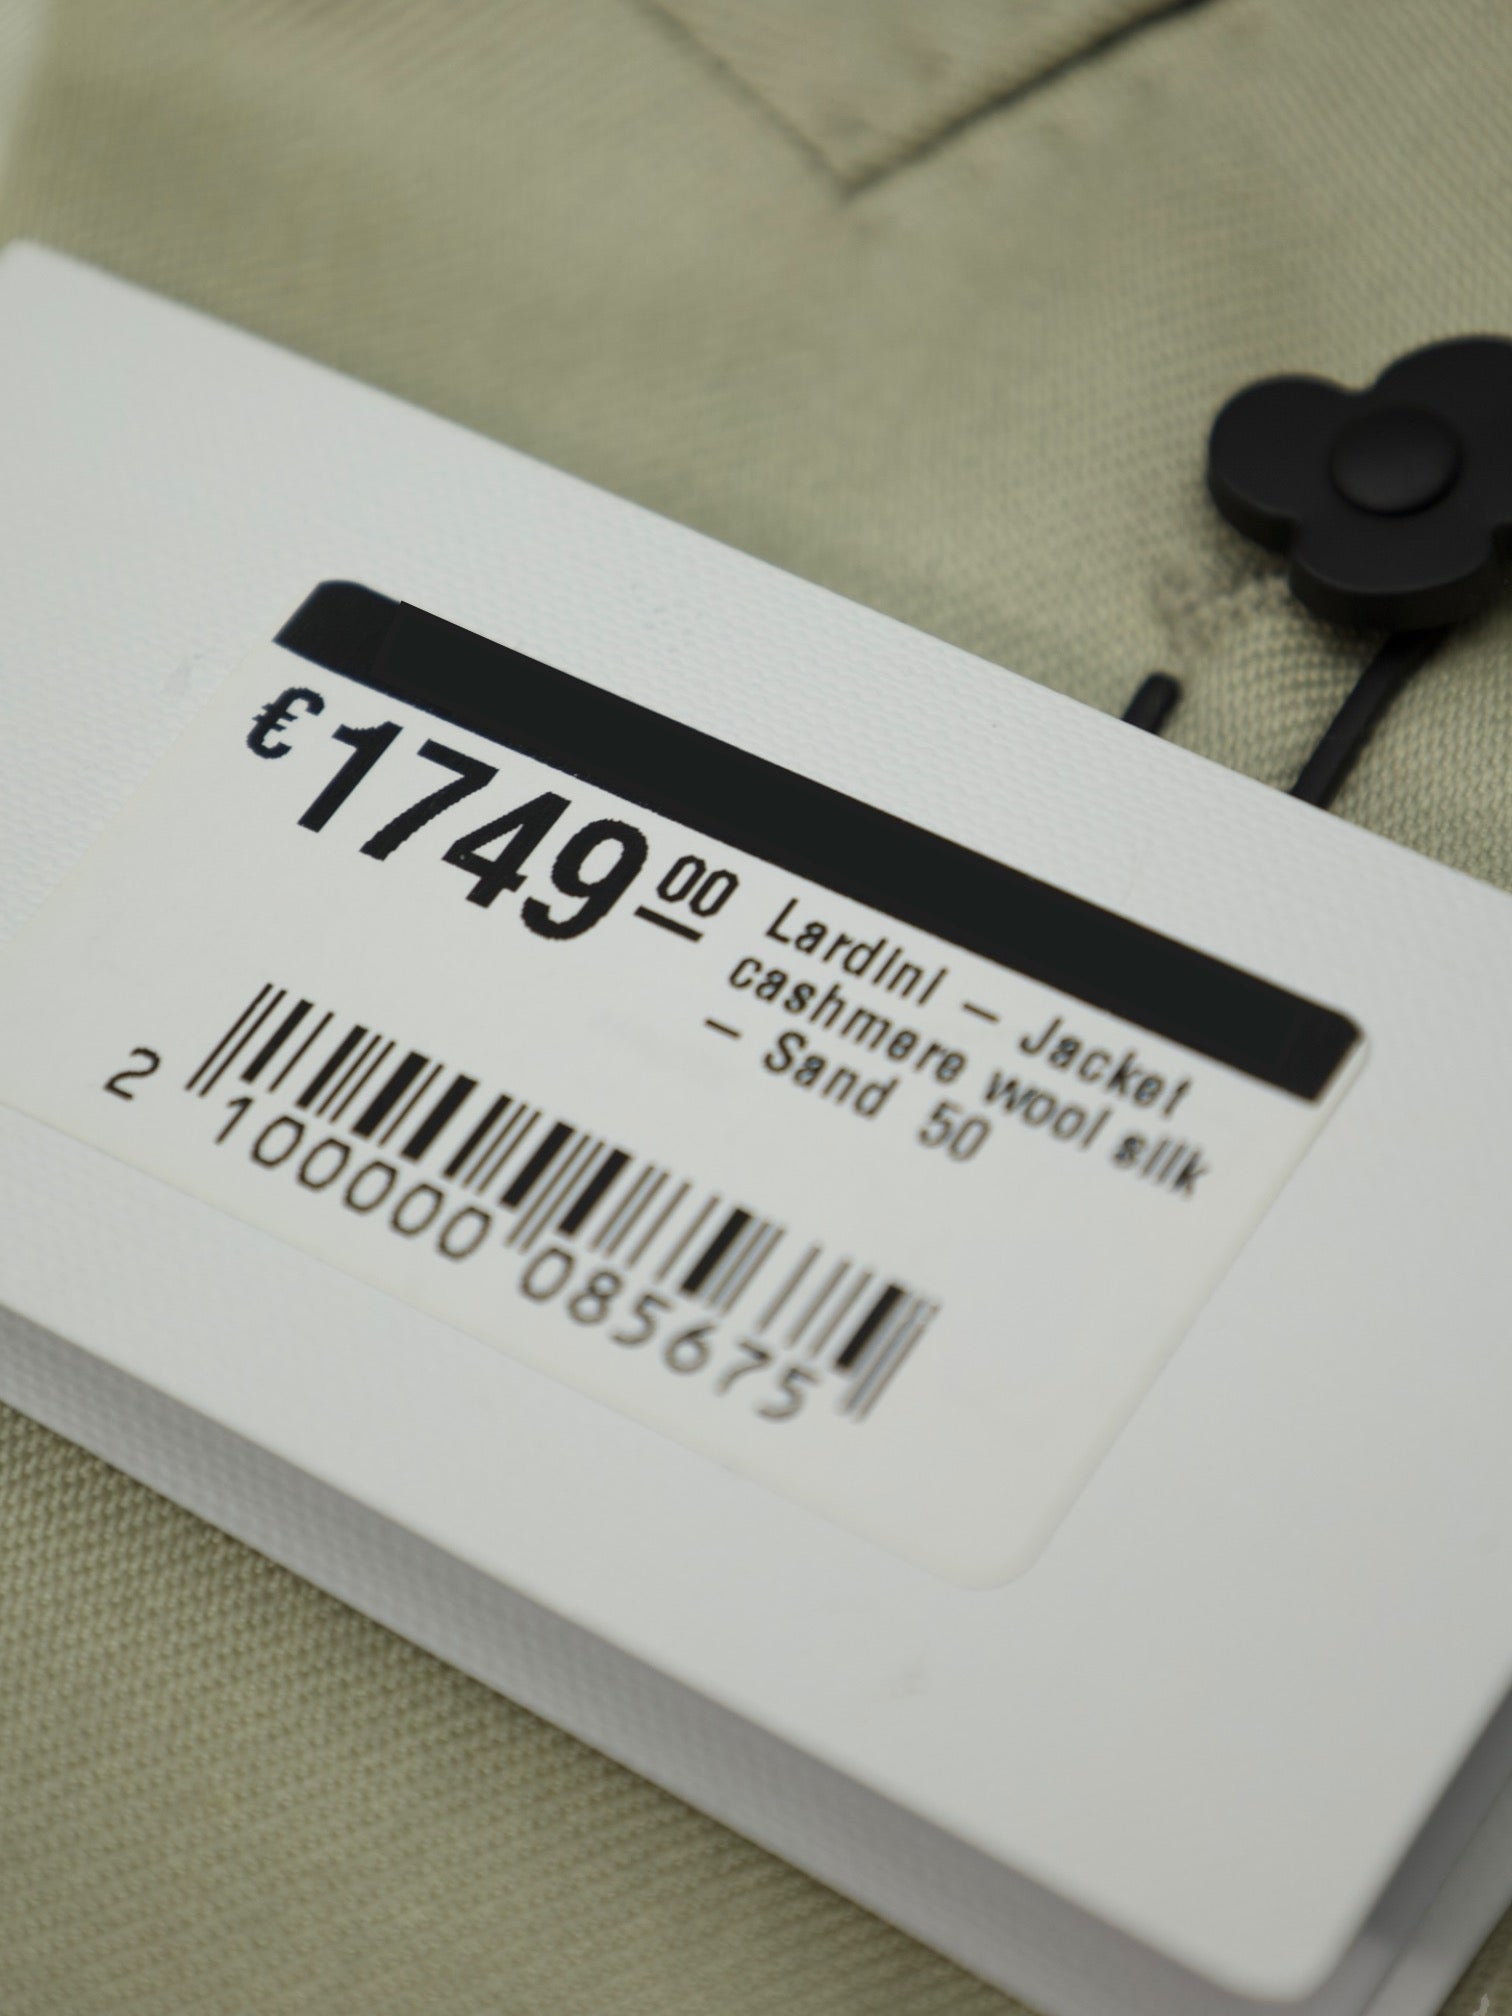 €1749.00
Lardini – Jacket
cashmere wool silk
– Sand 50
2 100000 085675